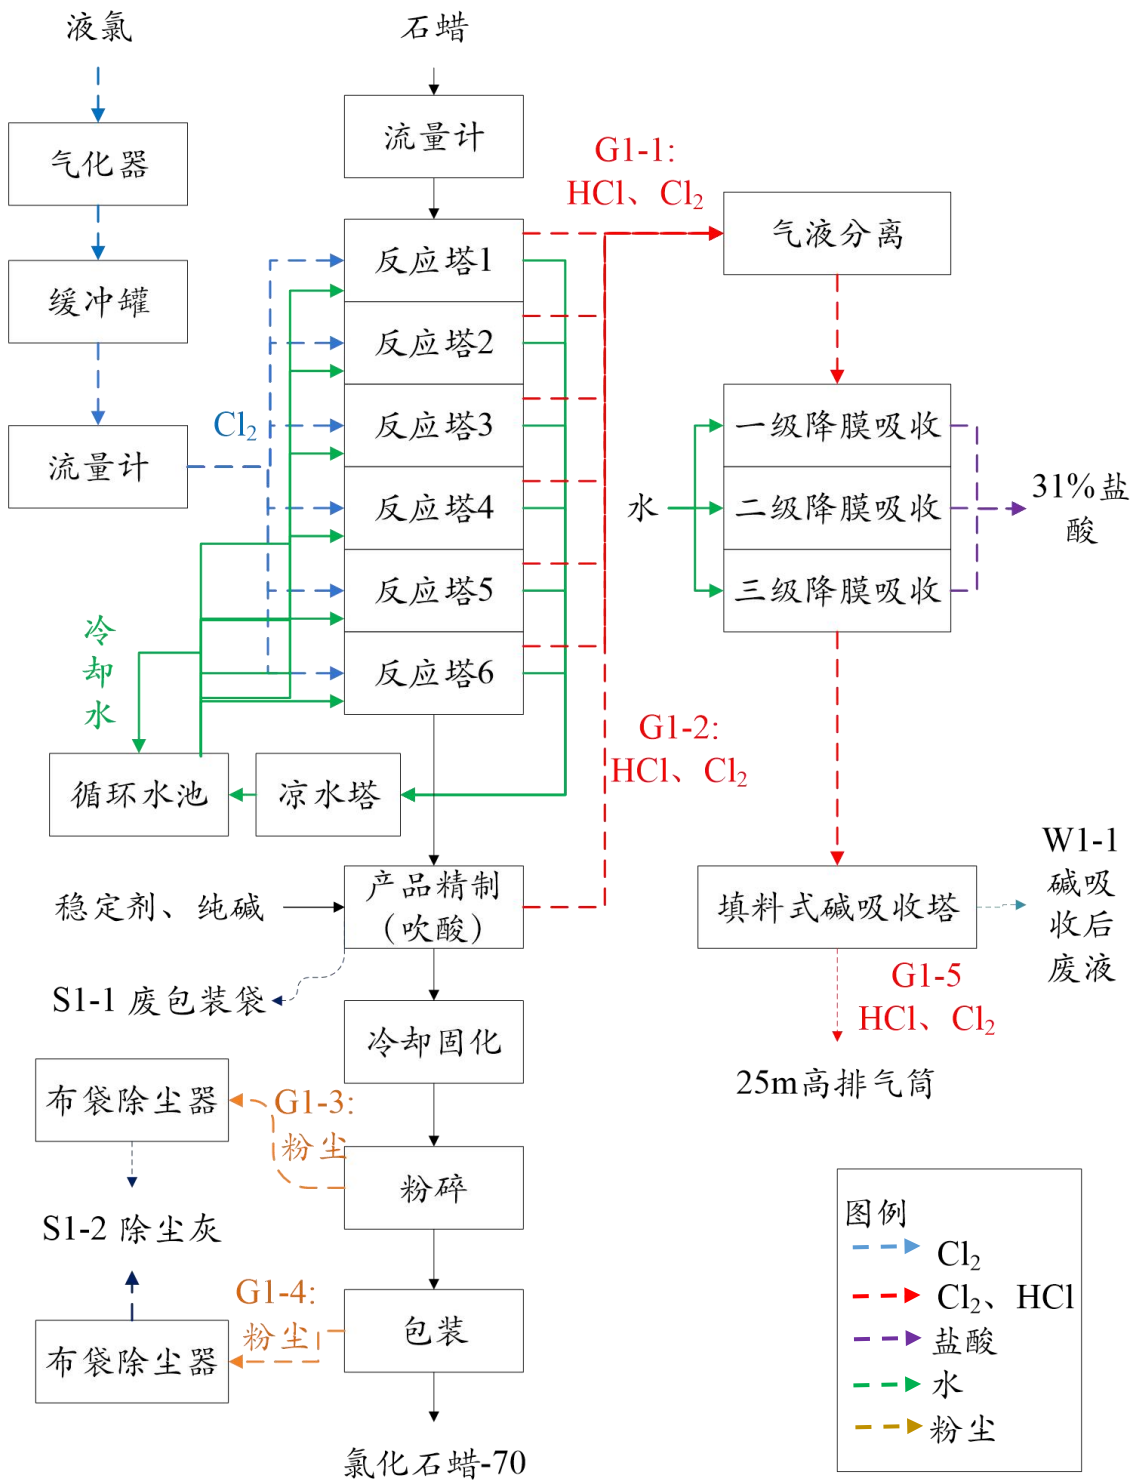 液氯
石蜡
气化器
流量计
G1-1:
HCl、Cl₂
气液分离
缓冲罐
反应塔1
反应塔2
反应塔3
反应塔4
反应塔5
反应塔6
Cl₂
流量计
水
一级降膜吸收
二级降膜吸收
三级降膜吸收
31%盐
酸
冷
却
水
G1-2:
HCl、Cl₂
循环水池
凉水塔
稳定剂、纯碱
产品精制
(吹酸)
填料式碱吸收塔
W1-1
碱吸
收后
废液
S1-1 废包装袋
G1-5
HCl、Cl₂
25m高排气筒
冷却固化
布袋除尘器
G1-3:
粉尘
粉碎
S1-2 除尘灰
G1-4:
粉尘
布袋除尘器
包装
氯化石蜡-70
图例
Cl₂
Cl₂、HCl
盐酸
水
粉尘